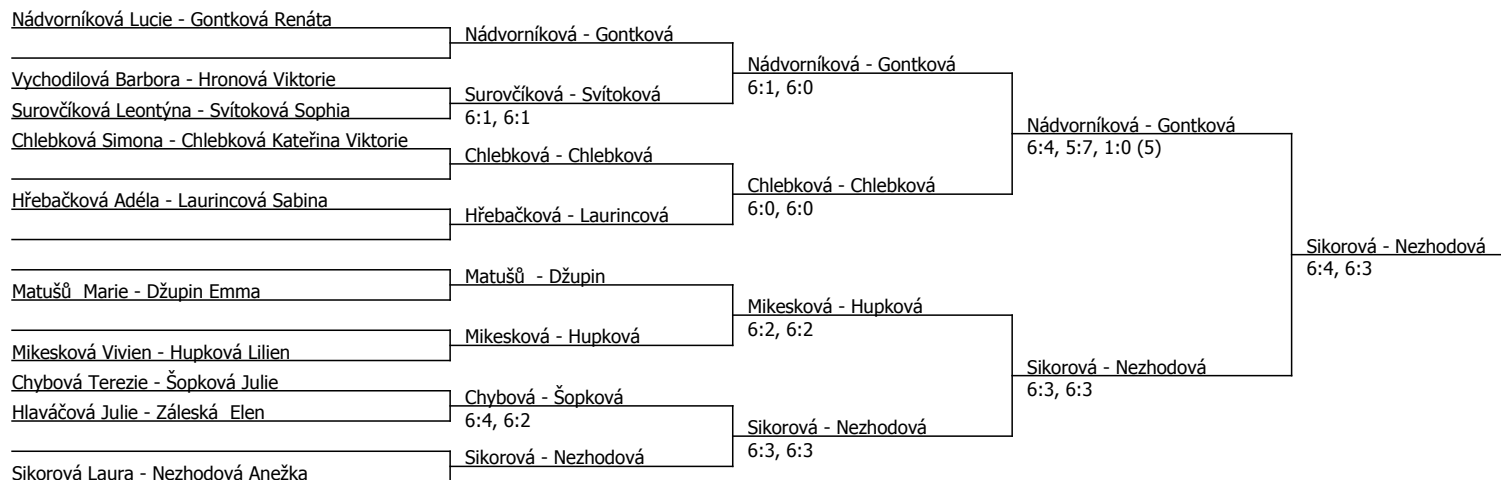 Nádvorníková Lucie - Gontková Renáta
Vychodilová Barbora - Hronová Viktorie
Surovčíková Leontýna - Svítoková Sophia
Chlebková Simona - Chlebková Kateřina Viktorie
Hřebačková Adéla - Laurincová Sabina
Matušů  Marie - Džupin Emma
Mikesková Vivien - Hupková Lilien
Chybová Terezie - Šopková Julie
Hlaváčová Julie - Záleská  Elen
Sikorová Laura - Nezhodová Anežka
Nádvorníková - Gontková
Surovčíková - Svítoková
6:1, 6:1
Chlebková - Chlebková
Hřebačková - Laurincová
Matušů  - Džupin
Mikesková - Hupková
Chybová - Šopková
6:4, 6:2
Sikorová - Nezhodová
Nádvorníková - Gontková
6:1, 6:0
Chlebková - Chlebková
6:0, 6:0
Mikesková - Hupková
6:2, 6:2
Sikorová - Nezhodová
6:3, 6:3
Nádvorníková - Gontková
6:4, 5:7, 1:0 (5)
Sikorová - Nezhodová
6:3, 6:3
Sikorová - Nezhodová
6:4, 6:3